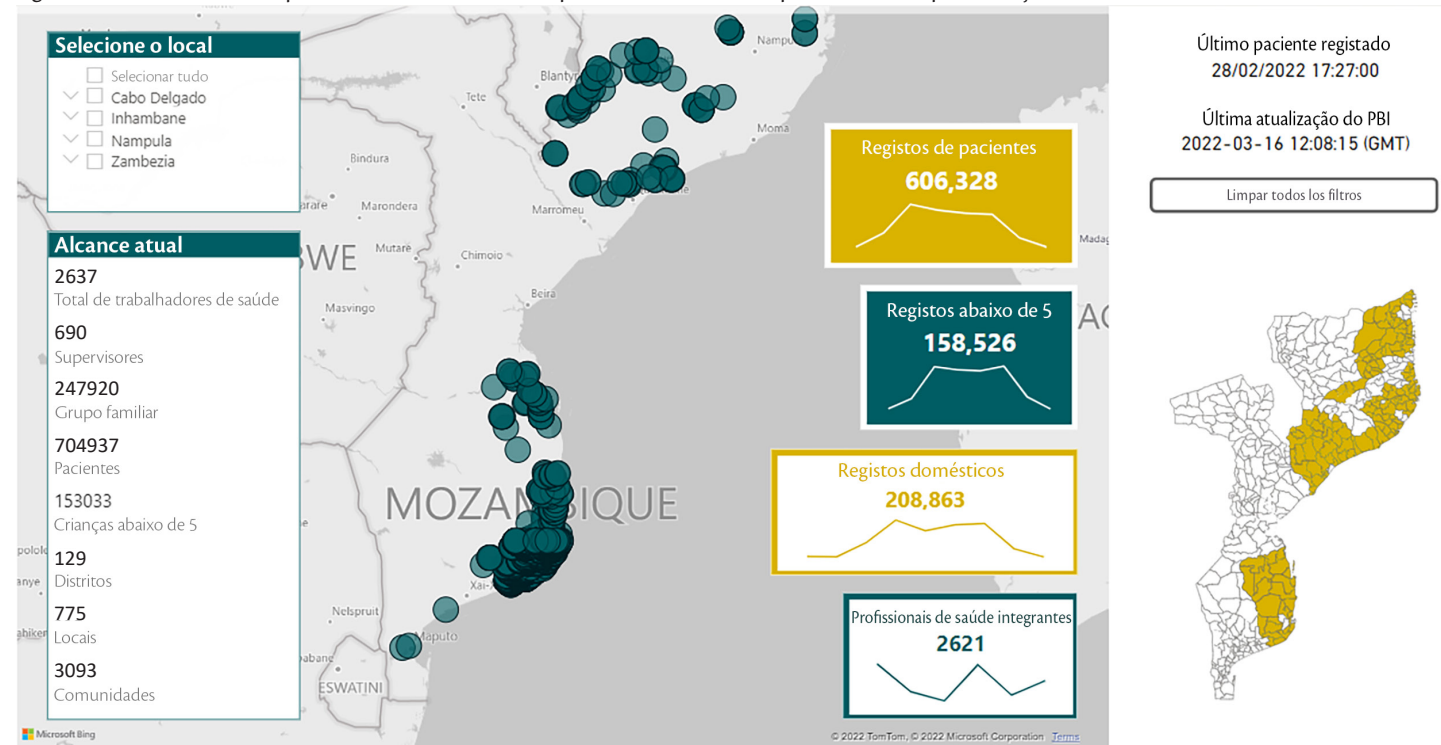 Selecione o local
Selecionar tudo
Cabo Delgado
Inhambane
Nampula
Zambezia
Alcance atual
2637
Total de trabalhadores de saúde
690
Supervisores
247920
Grupo familiar
704937
Pacientes
153033
Crianças abaixo de 5
129
Distritos
775
Locais
3093
Comunidades
Microsoft Bing
Nampu
Blantyr
Tete
Moma
Bindura
Marondera
Marromeu
Mutare
Chimoio
Masvingo
Beira
MOZAMBIQUE
Xai-
Nelspruit
Maputo
ESWATINI
Madag
Registos de pacientes
606,328
Registos abaixo de 5
158,526
Registos domésticos
208,863
Profissionais de saúde integrantes
2621
© 2022 TomTom, © 2022 Microsoft Corporation Terms
Último paciente registado
28/02/2022 17:27:00
Última atualização do PBI
2022-03-16 12:08:15 (GMT)
Limpar todos los filtros